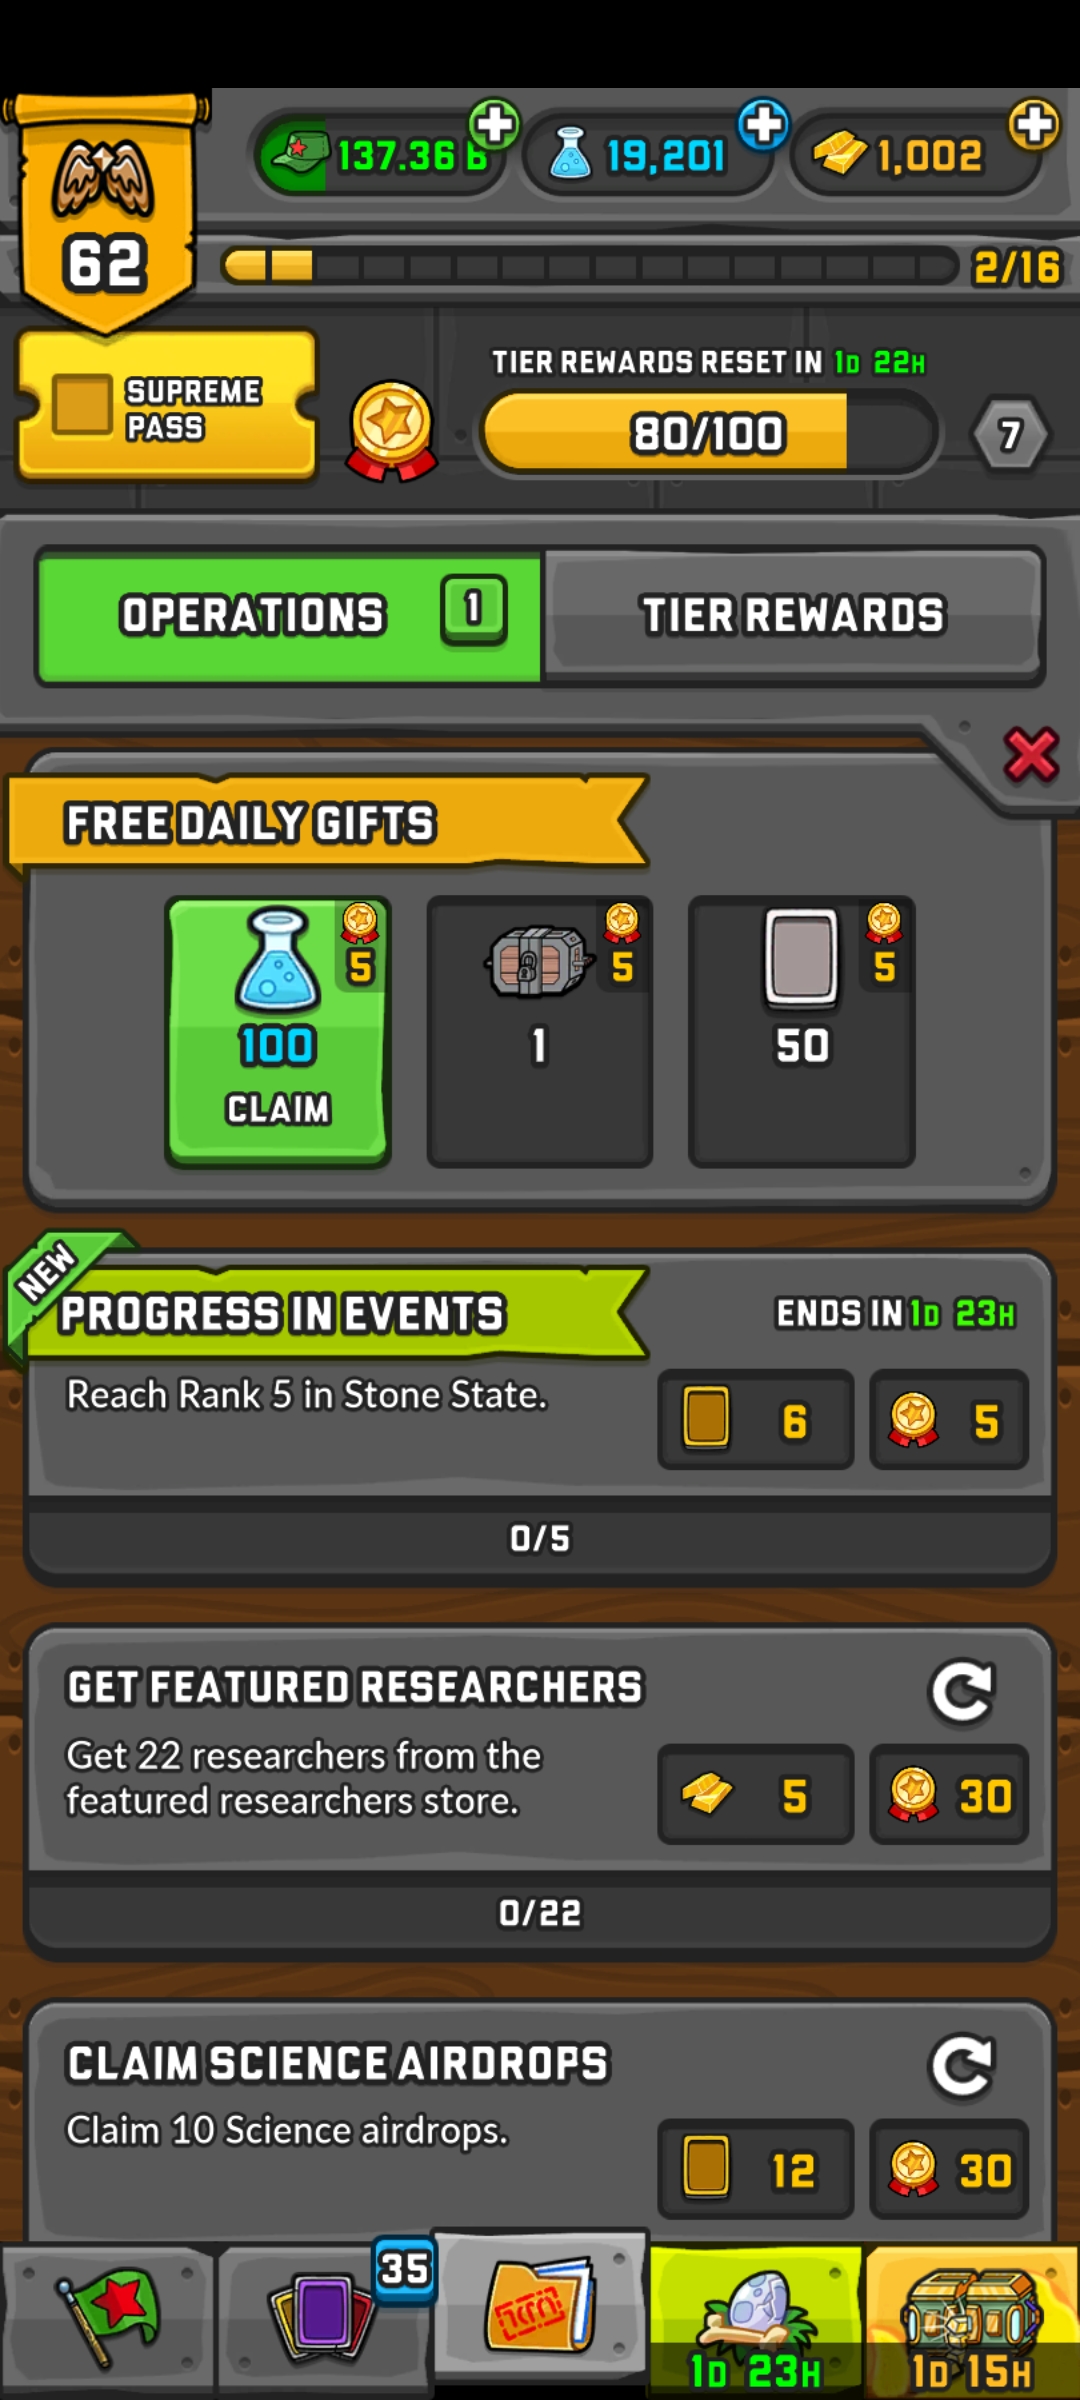 137.36 B
19,201
1,002
62
2/16
SUPREME
PASS
TIER REWARDS RESET IN 1D 22H
80/100
7
OPERATIONS 1
TIER REWARDS
FREE DAILY GIFTS
5
100
CLAIM
5
1
5
50
NEW
PROGRESS IN EVENTS
ENDS IN 1D 23H
Reach Rank 5 in Stone State.
6
5
0/5
GET FEATURED RESEARCHERS
Get 22 researchers from the
featured researchers store.
5
30
0/22
CLAIM SCIENCE AIRDROPS
Claim 10 Science airdrops.
12
30
35
1D 23H
1D 15H